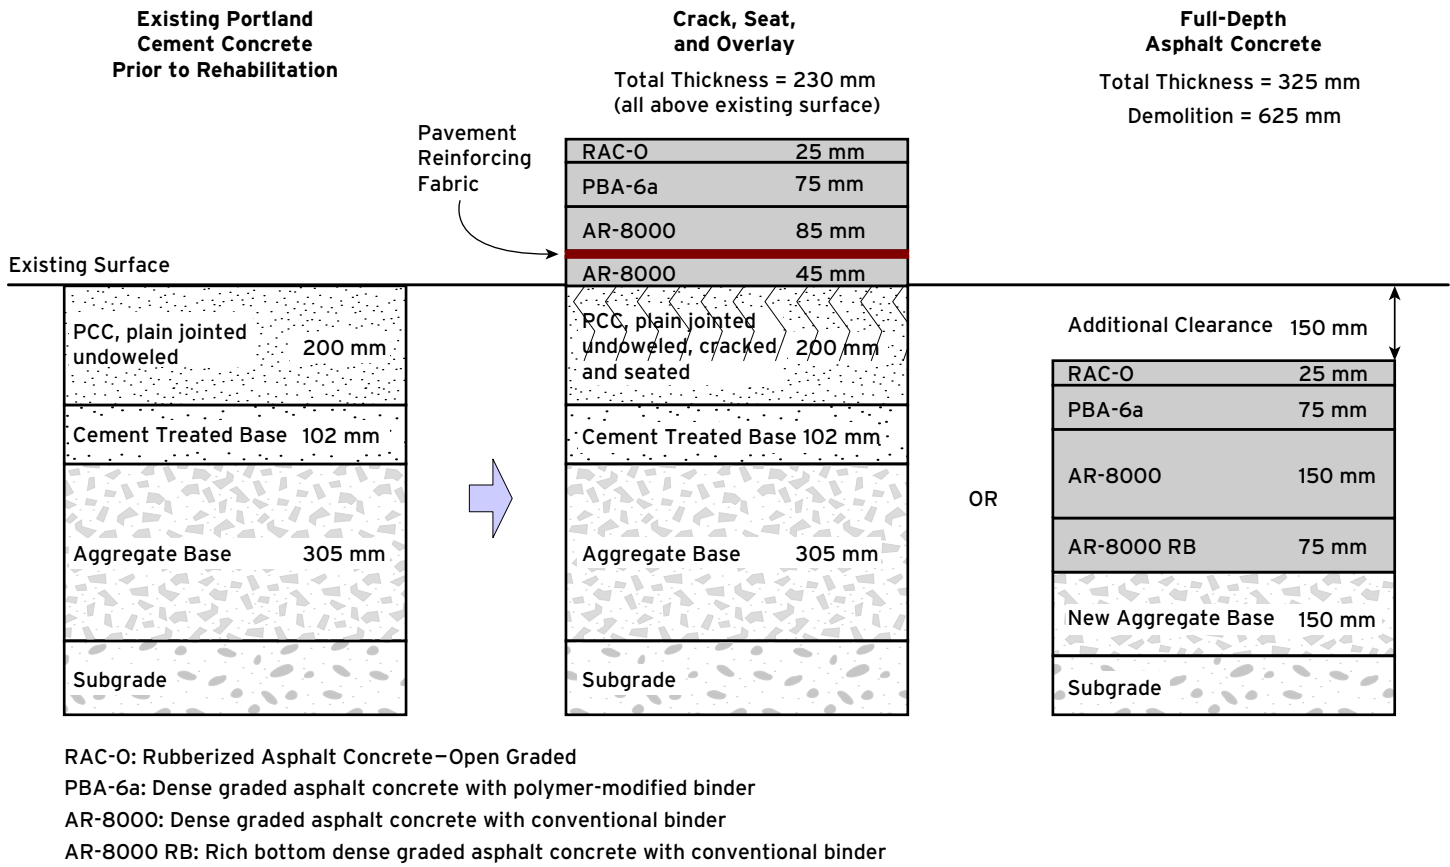 Existing Portland
Cement Concrete
Prior to Rehabilitation
Crack, Seat,
and Overlay
Total Thickness = 230 mm
(all above existing surface)
Full-Depth
Asphalt Concrete
Total Thickness = 325 mm
Demolition = 625 mm
Pavement
Reinforcing
Fabric
Existing Surface
PCC, plain jointed
undoweled 200 mm
Cement Treated Base 102 mm
Aggregate Base 305 mm
Subgrade
RAC-O 25 mm
PBA-6a 75 mm
AR-8000 85 mm
AR-8000 45 mm
PCC, plain jointed
undoweled, cracked 200 mm
and seated
Cement Treated Base 102 mm
Aggregate Base 305 mm
Subgrade
OR
Additional Clearance 150 mm
RAC-O 25 mm
PBA-6a 75 mm
AR-8000 150 mm
AR-8000 RB 75 mm
New Aggregate Base 150 mm
Subgrade
RAC-O: Rubberized Asphalt Concrete—Open Graded
PBA-6a: Dense graded asphalt concrete with polymer-modified binder
AR-8000: Dense graded asphalt concrete with conventional binder
AR-8000 RB: Rich bottom dense graded asphalt concrete with conventional binder